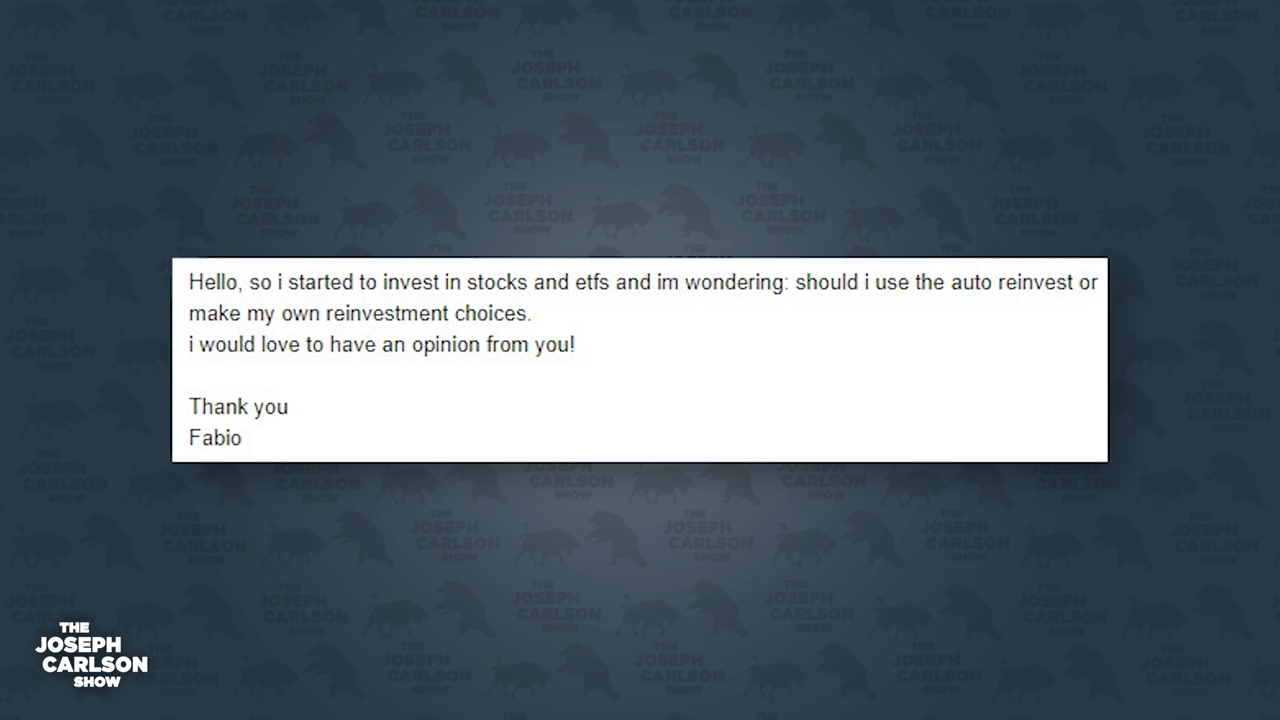 Hello, so i started to invest in stocks and etfs and im wondering: should i use the auto reinvest or
make my own reinvestment choices.
i would love to have an opinion from you!
Thank you
Fabio
THE
JOSEPH
CARLSON
SHOW